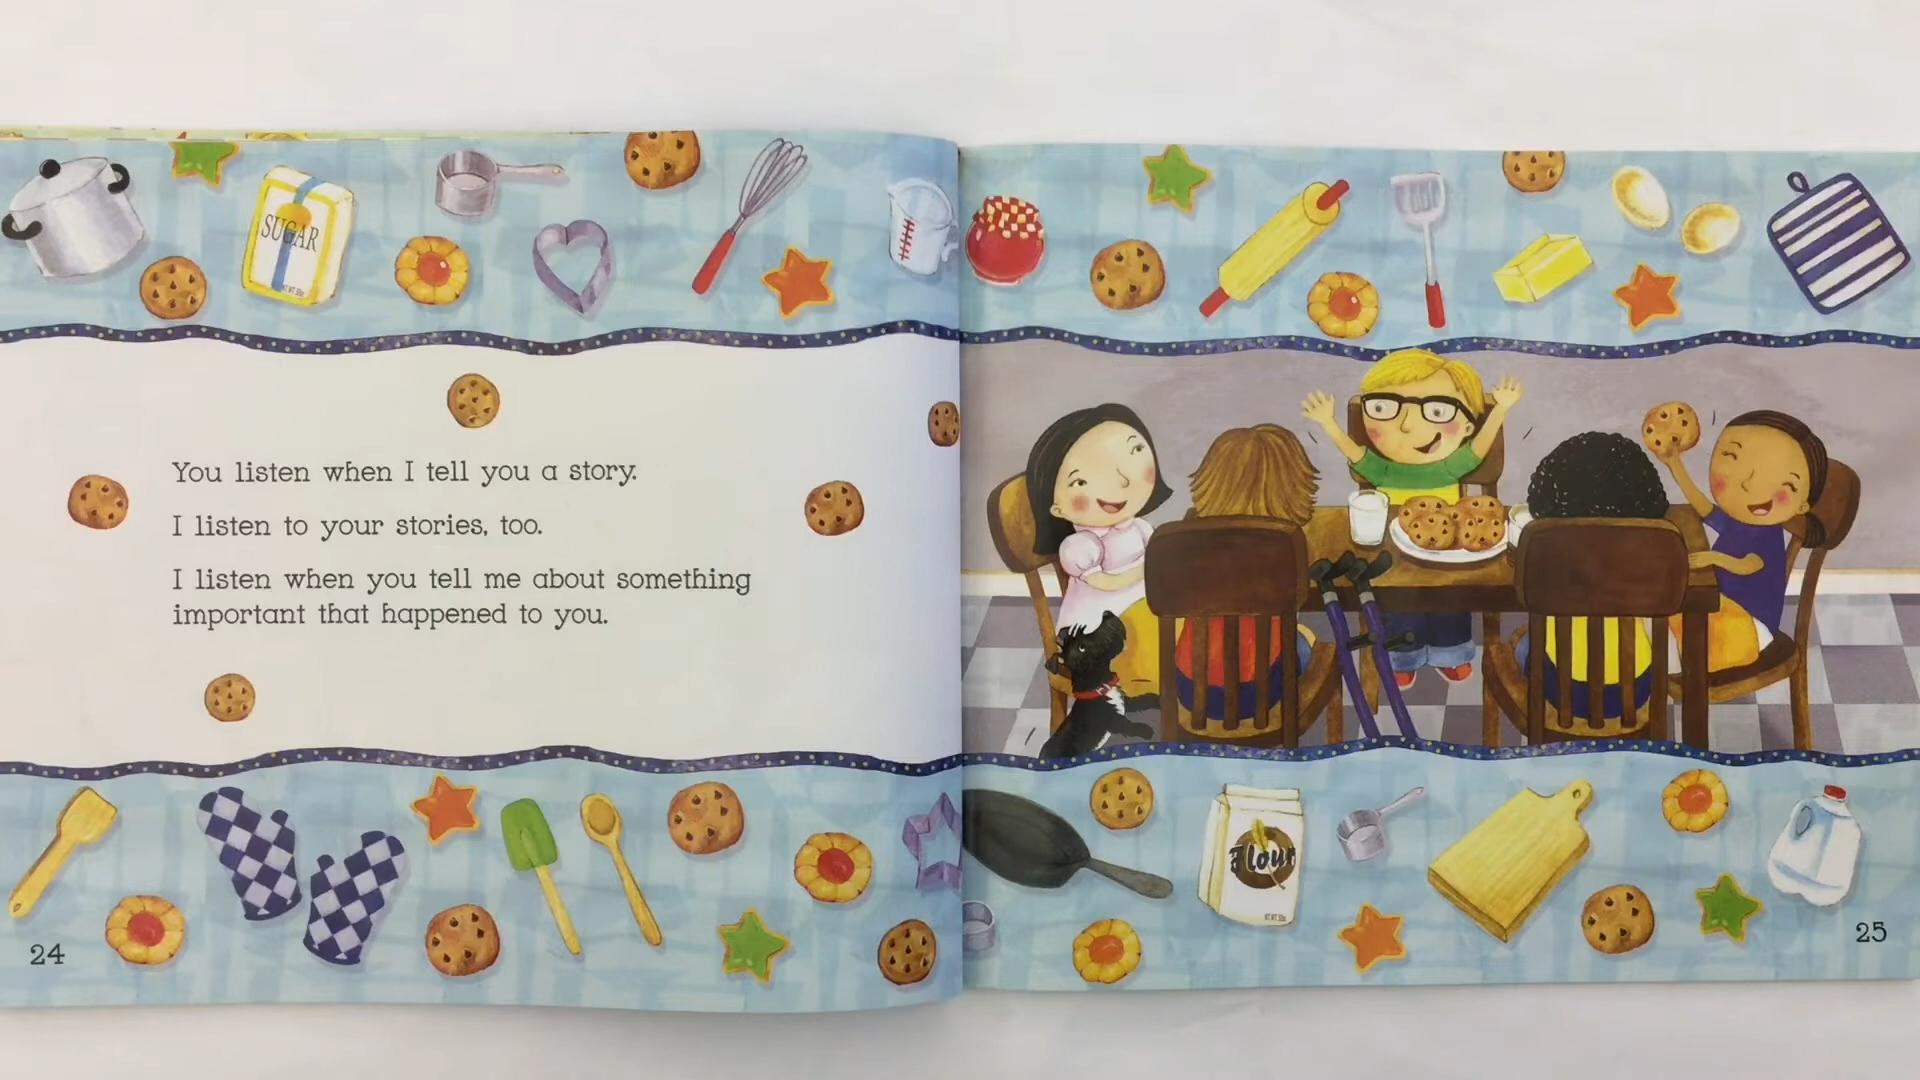 SUGAR
You listen when I tell you a story.
I listen to your stories, too.
I listen when you tell me about something
important that happened to you.
24
Flour
25